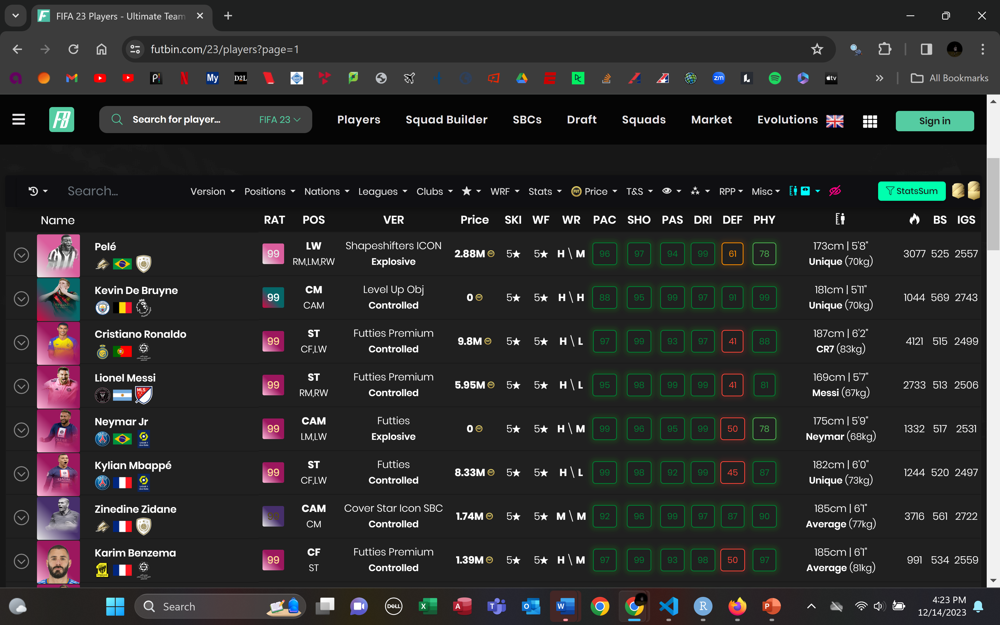 FIFA 23 Players - Ultimate Team
futbin.com/23/players?page=1
My D2L zm tv All Bookmarks
Search for player... FIFA 23 Players Squad Builder SBCs Draft Squads Market Evolutions Sign in
Search... Version Positions Nations Leagues Clubs WRF Stats Price T&S RPP Misc StatsSum
Name RAT POS VER Price SKI WF WR PAC SHO PAS DRI DEF PHY BS IGS
Pelé 99 LW Shapeshifters ICON 2.88M 5★ 5★ H \ M 96 97 94 99 61 78 173cm | 5'8" 3077 525 2557
RM,LM,RW Explosive Unique (70kg)
Kevin De Bruyne 99 CM Level Up Obj 0 5★ 5★ H \ H 88 95 99 97 91 99 181cm | 5'11" 1044 569 2743
CAM Controlled Unique (70kg)
Cristiano Ronaldo 99 ST Futties Premium 9.8M 5★ 5★ H \ L 97 99 93 97 41 88 187cm | 6'2" 4121 515 2499
CF,LW Controlled CR7 (83kg)
Lionel Messi 99 ST Futties Premium 5.95M 5★ 5★ H \ L 95 98 99 99 41 81 169cm | 5'7" 2733 513 2506
MLS RM,RW Controlled Messi (67kg)
Neymar Jr 99 CAM Futties 0 5★ 5★ H \ M 99 96 95 99 50 78 175cm | 5'9" 1332 517 2531
LM,LW Explosive Neymar (68kg)
Kylian Mbappé 99 ST Futties 8.33M 5★ 5★ H \ L 99 98 92 99 45 87 182cm | 6'0" 1244 520 2497
CF,LW Controlled Unique (73kg)
Zinedine Zidane 99 CAM Cover Star Icon SBC 1.74M 5★ 5★ M \ M 92 96 99 97 87 90 185cm | 6'1" 3716 561 2722
CM Controlled Average (77kg)
Karim Benzema 99 CF Futties Premium 1.39M 5★ 5★ H \ M 97 99 93 98 50 97 185cm | 6'1" 991 534 2559
ST Controlled Average (81kg)
Search DELL 4:23 PM
12/14/2023